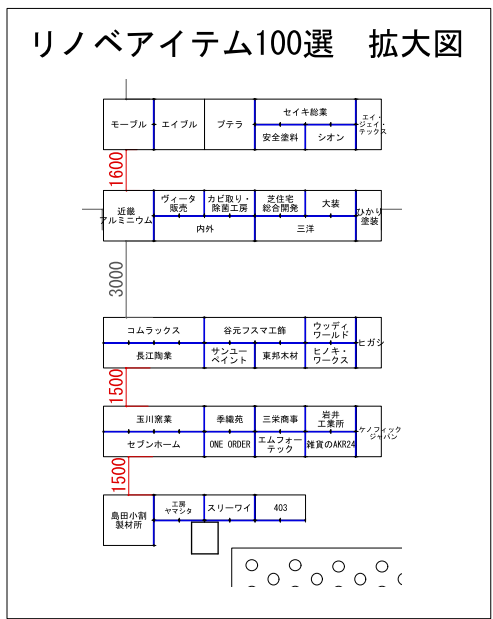 リノベアイテム100選　拡大図
モーブル
エイブル
プテラ
セイキ総業
安全塗料
シオン
エイ・
ジェイ・
テックス
1600
近畿
アルミニウム
ヴィータ
販売
カビ取り・
除菌工房
芝住宅
総合開発
大装
内外
三洋
ひかり
塗装
3000
コムラックス
谷元フスマ工飾
ウッディ
ワールド
長江陶業
サンユー
ペイント
東邦木材
ヒノキ・
ワークス
ヒガシ
1500
玉川窯業
季織苑
三栄商事
岩井
工業所
セブンホーム
ONE ORDER
エムフォー
テック
雑貨のAKR24
ケノフィックス
ジャパン
1500
島田小割
製材所
工房
ヤマシタ
スリーワイ
403